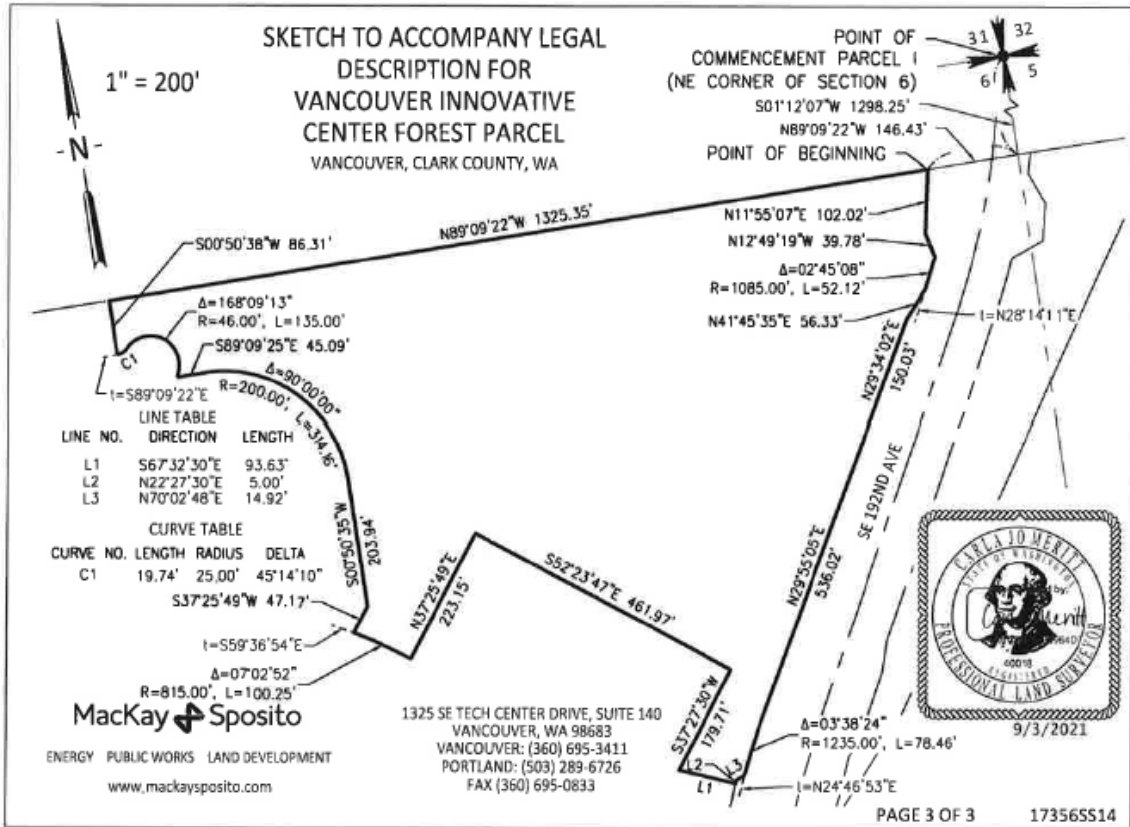 SKETCH TO ACCOMPANY LEGAL
DESCRIPTION FOR
VANCOUVER INNOVATIVE
CENTER FOREST PARCEL
VANCOUVER, CLARK COUNTY, WA
1" = 200'
N
POINT OF
COMMENCEMENT PARCEL I
(NE CORNER OF SECTION 6)
31
32
6
5
S01°12'07"W 1298.25'
N89°09'22"W 146.43'
POINT OF BEGINNING
N89°09'22"W 1325.35'
N11°55'07"E 102.02'
N12°49'19"W 39.78'
Δ=02°45'08"
R=1085.00', L=52.12'
N41°45'35"E 56.33'
t=N28°14'11"E
N29°34'02"E
150.03'
S00°50'38"W 86.31'
Δ=168°09'13"
R=46.00', L=135.00'
S89°09'25"E 45.09'
C1
t=S89°09'22"E
Δ=90°00'00"
R=200.00', L=314.16'
LINE TABLE
LINE NO. DIRECTION LENGTH
L1 S67°32'30"E 93.63'
L2 N22°27'30"E 5.00'
L3 N70°02'48"E 14.92'
CURVE TABLE
CURVE NO. LENGTH RADIUS DELTA
C1 19.74' 25.00' 45°14'10"
S00°50'35"W
203.94'
S37°25'49"W 47.17'
t=S59°36'54"E
Δ=07°02'52"
R=815.00', L=100.25'
N37°25'49"E
223.15'
S52°23'47"E 461.97'
N29°55'05"E
536.02'
SE 192ND AVE
S37°27'30"W
179.71'
L2
L3
L1
Δ=03°38'24"
R=1235.00', L=78.46'
t=N24°46'53"E
MacKay Sposito
ENERGY PUBLIC WORKS LAND DEVELOPMENT
www.mackaysposito.com
1325 SE TECH CENTER DRIVE, SUITE 140
VANCOUVER, WA 98683
VANCOUVER: (360) 695-3411
PORTLAND: (503) 289-6726
FAX (360) 695-0833
CARLA JO MERITT
STATE OF WASHINGTON
40018
REGISTERED
PROFESSIONAL LAND SURVEYOR
9/3/2021
PAGE 3 OF 3 17356SS14